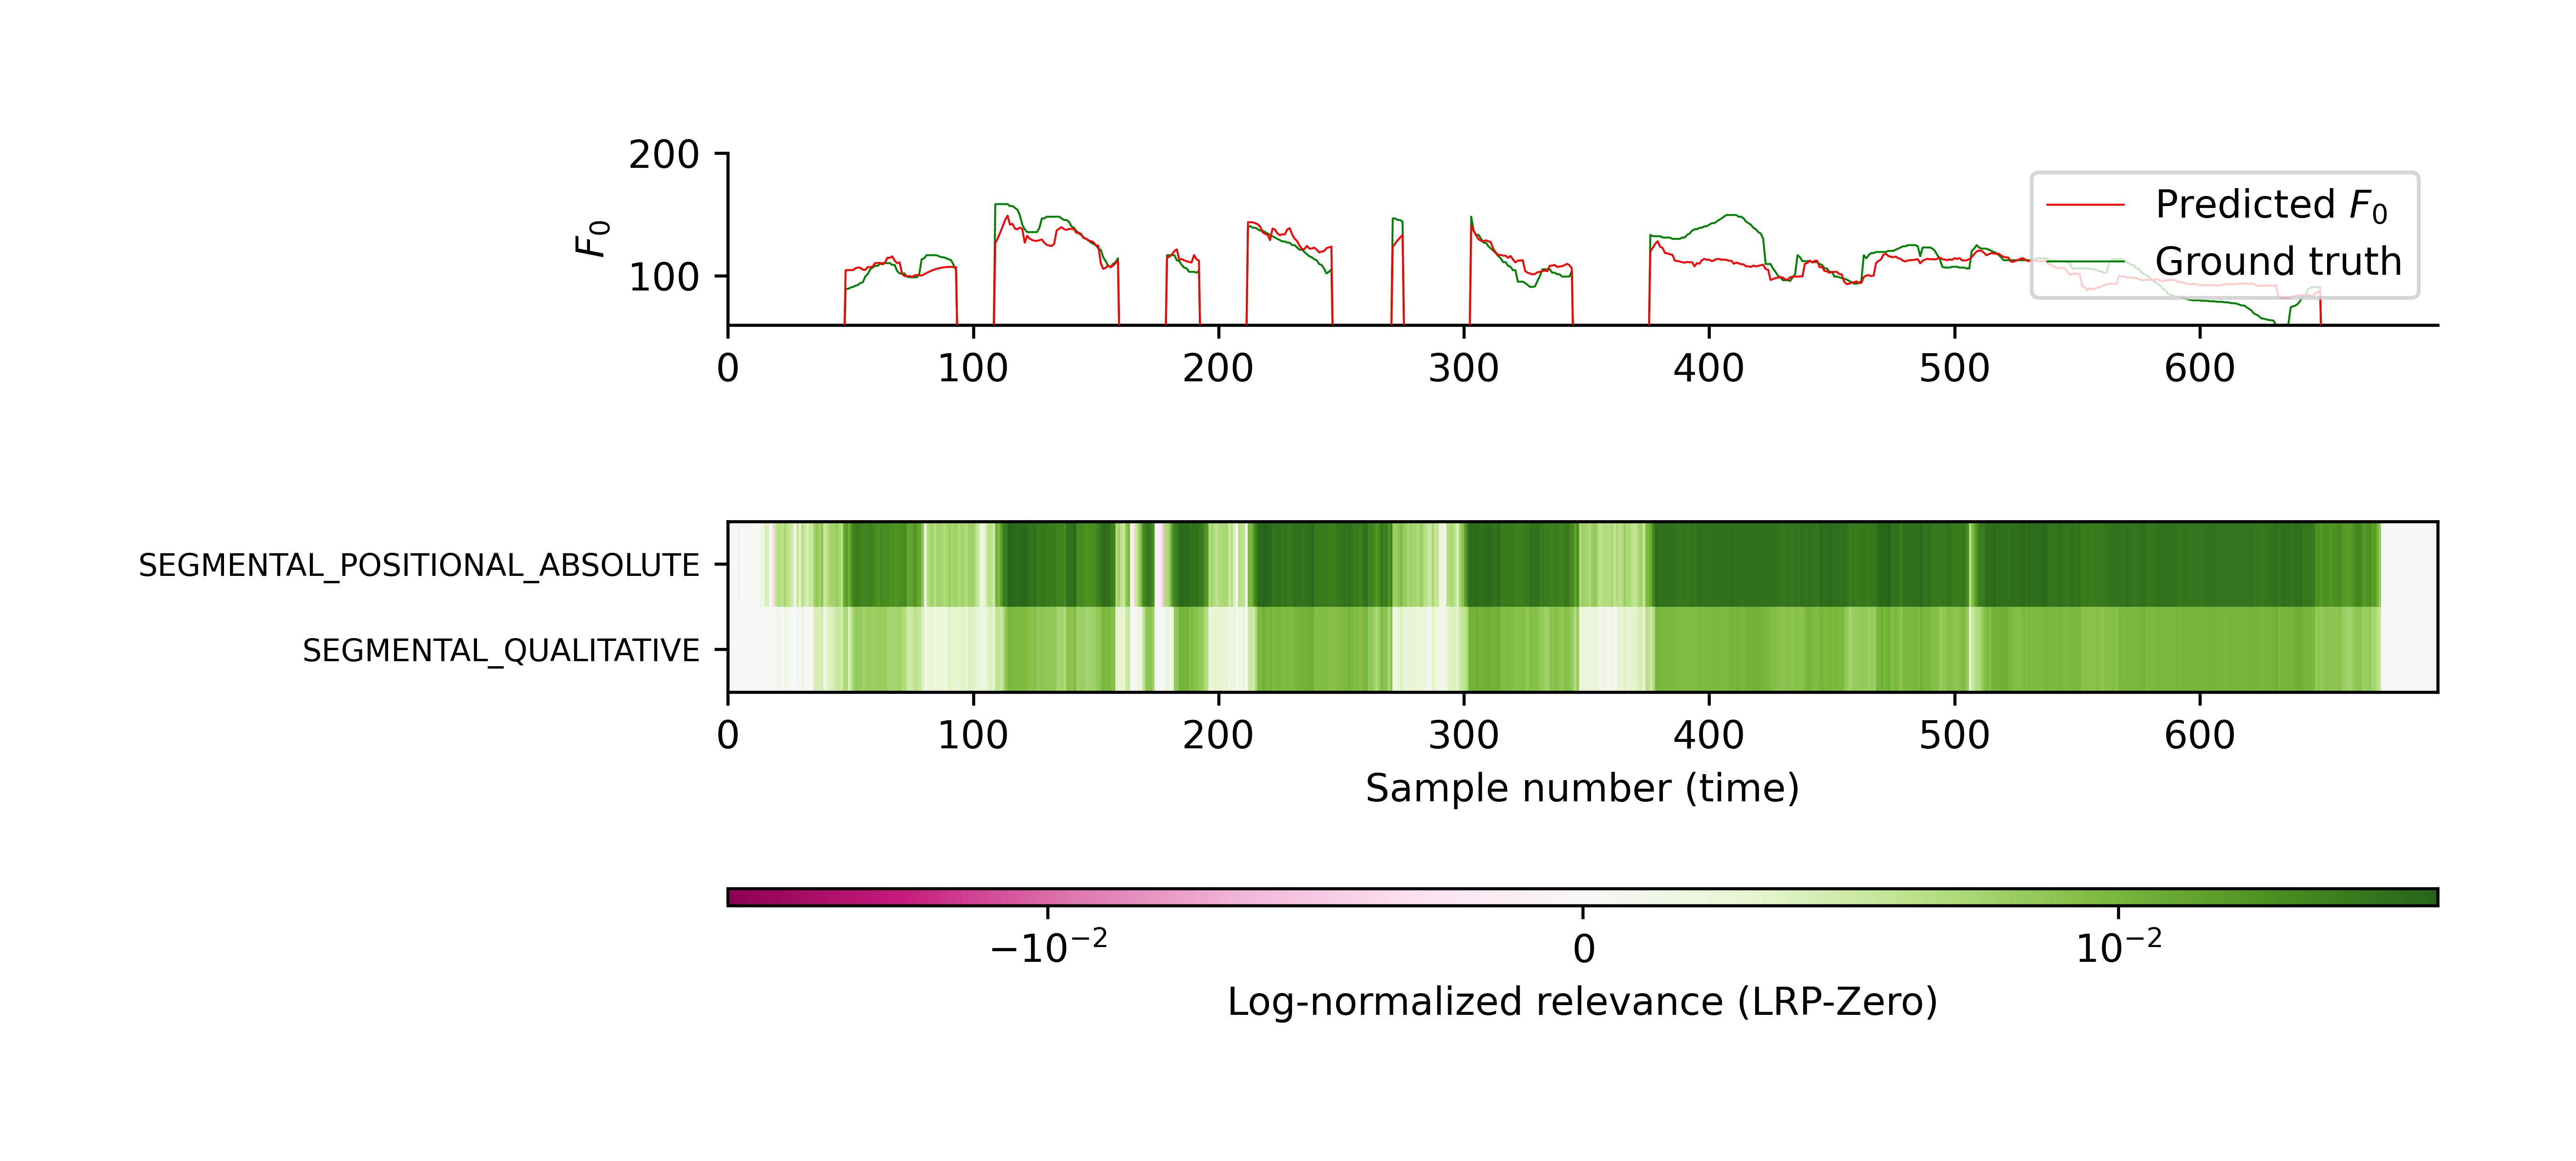 200
100
F₀
Predicted F₀
Ground truth
0 100 200 300 400 500 600
SEGMENTAL_POSITIONAL_ABSOLUTE
SEGMENTAL_QUALITATIVE
0 100 200 300 400 500 600
Sample number (time)
−10⁻² 0 10⁻²
Log-normalized relevance (LRP-Zero)